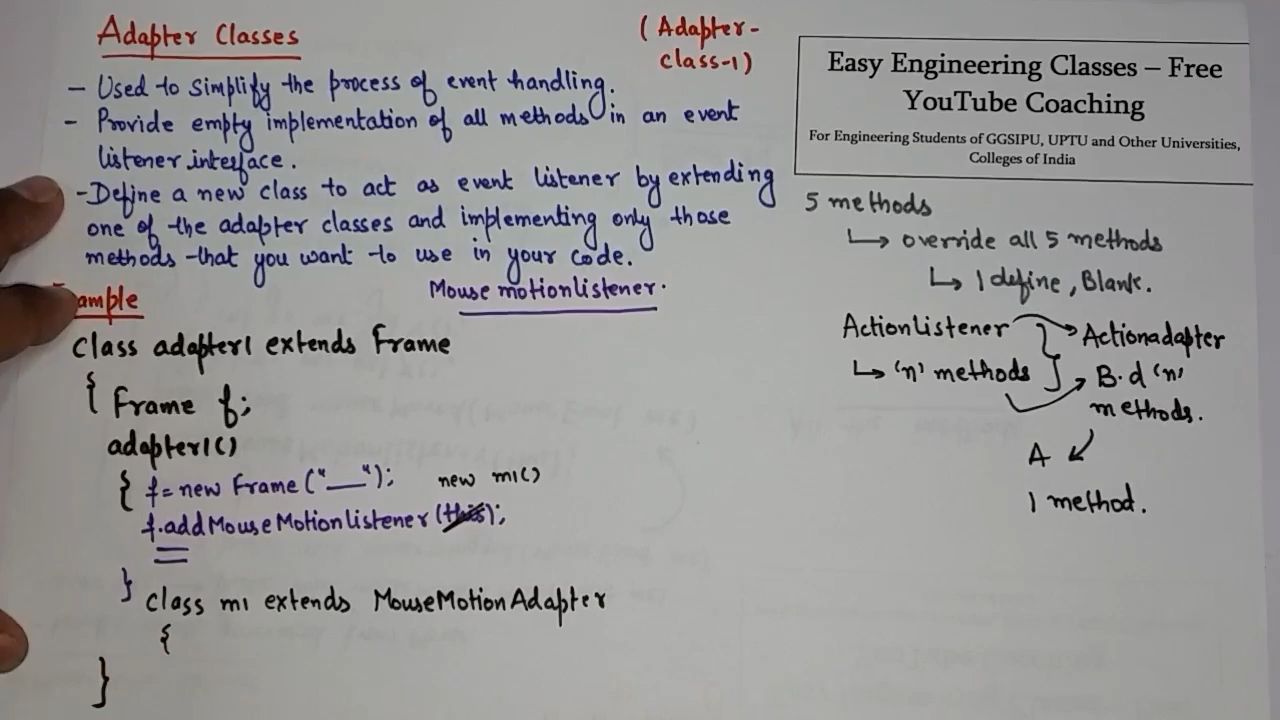 Adapter Classes
(Adapter-
class-1)
- Used to simplify the process of event handling.
- Provide empty implementation of all methods in an event
listener interface.
- Define a new class to act as event listener by extending
one of the adapter classes and implementing only those
methods that you want to use in your code.
Mouse motionlistener.
ample
Class adapter1 extends Frame
{ Frame f;
adapter1()
{ f = new Frame("__"); new m1()
f.addMouseMotionlistener(this);
}
class m1 extends MouseMotionAdapter
{
}
Easy Engineering Classes – Free
YouTube Coaching
For Engineering Students of GGSIPU, UPTU and Other Universities,
Colleges of India
5 methods
↳ override all 5 methods
↳ 1 define, Blank.
ActionListener → Actionadapter
↳ 'n' methods B.d 'n'
methods.
A
1 method.